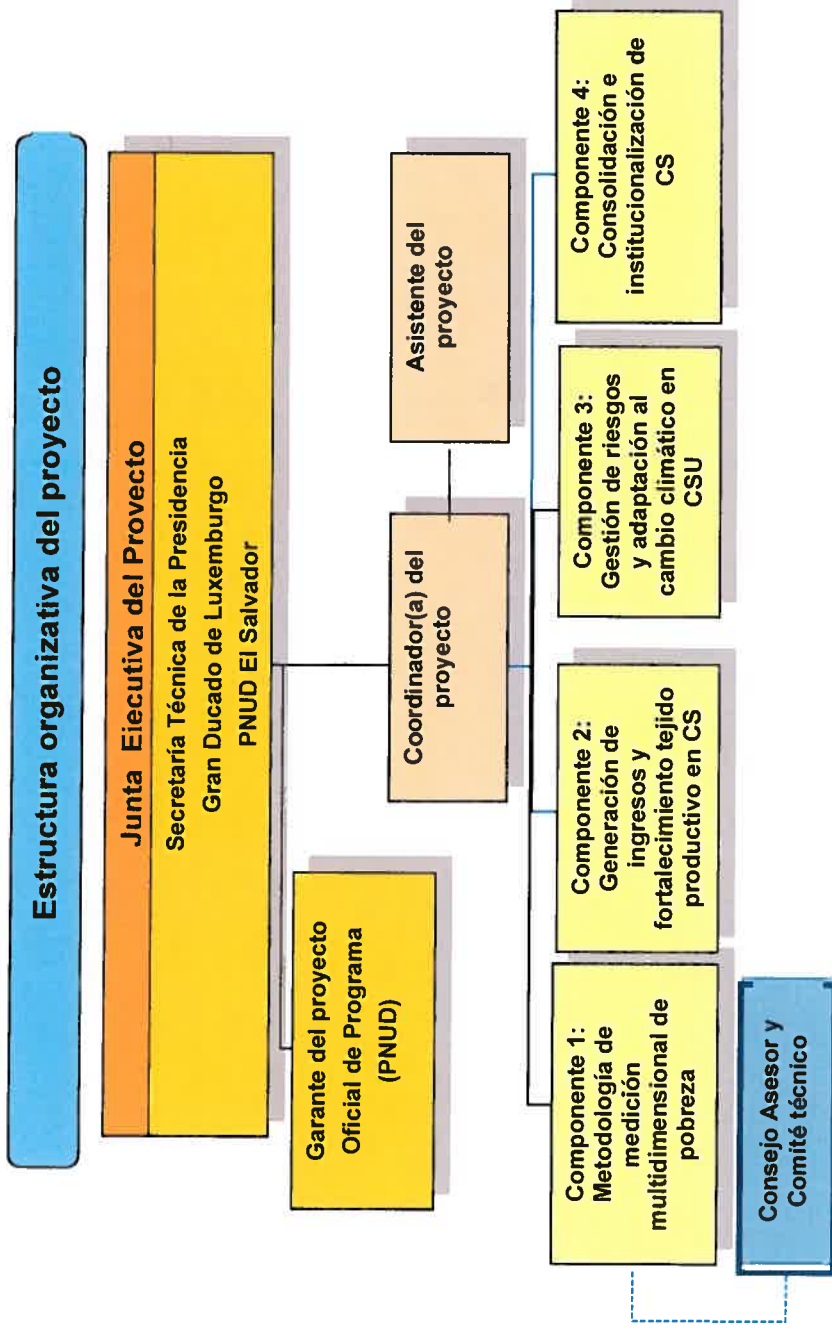 Estructura organizativa del proyecto
Junta Eiecutiva del Provecto
Secretaría Técnica de la Presidencia
Gran Ducado de Luxemburgo
PNUD El Salvador
Garante del proyecto
Oficial de Programa
(PNUD)
Coordinador(a) del
proyecto
Asistente del
proyecto
Componente 1:
Metodología de
medición
multidimensional de
pobreza
Componente 2:
Generación de
ingresos y
fortalecimiento tejido
productivo en CS
Componente 3:
Gestión de riesgos
y adaptación al
cambio climático en
CSU
Componente 4:
Consolidación e
institucionalización de
CS
Consejo Asesor y
Comité técnico